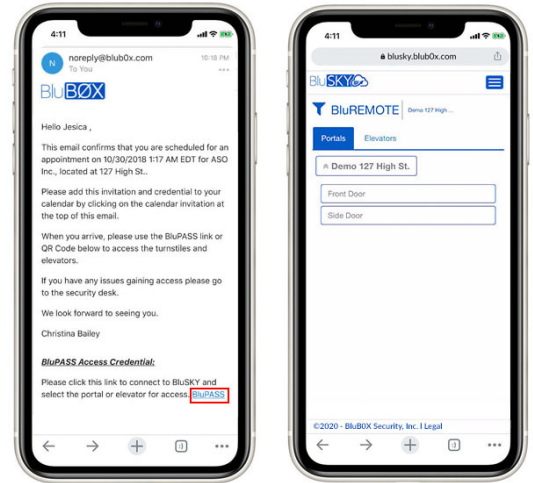 4:11
noreply@blub0x.com
10:18 PM
N
To You
BluBØX
Hello Jesica ,
This email confirms that you are scheduled for an
appointment on 10/30/2018 1:17 AM EDT for ASO
Inc., located at 127 High St..
Please add this invitation and credential to your
calendar by clicking on the calendar invitation at
the top of this email.
When you arrive, please use the BluPASS link or
QR Code below to access the turnstiles and
elevators.
If you have any issues gaining access please go
to the security desk.
We look forward to seeing you.
Christina Bailey
BluPASS Access Credential:
Please click this link to connect to BluSKY and
select the portal or elevator for access. BluPASS
4:11
blusky.blub0x.com
BluSKY
BluREMOTE
Demo 127 High ...
Portals
Elevators
Demo 127 High St.
Front Door
Side Door
©2020 - BluB0X Security, Inc. I Legal